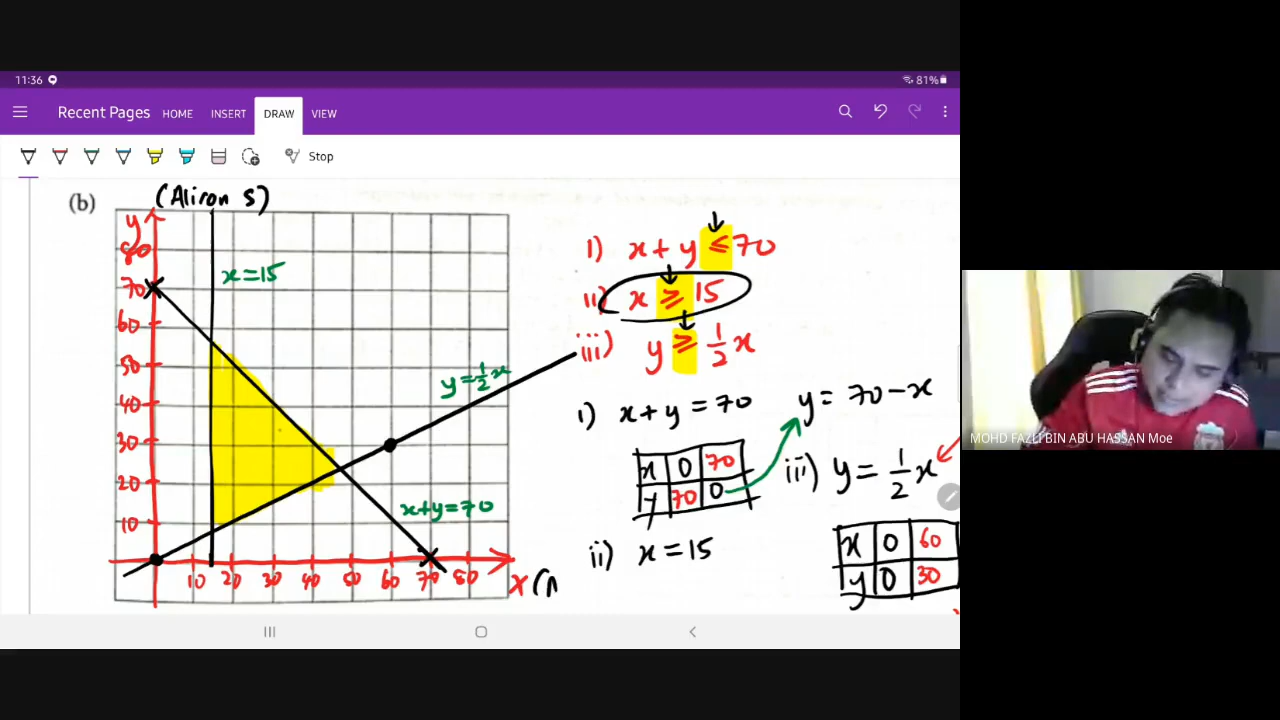 11:36
81%
Recent Pages HOME INSERT DRAW VIEW
Stop
(b)
(Aliran S)
y
80
70
60
50
40
30
20
10
x=15
y=½x
x+y=70
10 20 30 40 50 60 70 80
x
i) x + y ≤ 70
ii) x ≥ 15
iii) y ≥ ½x
i) x + y = 70
y = 70 - x
x 0 70
y 70 0
iii) y = ½x
ii) x = 15
x 0 60
y 0 30
MOHD FAZLI BIN ABU HASSAN Moe